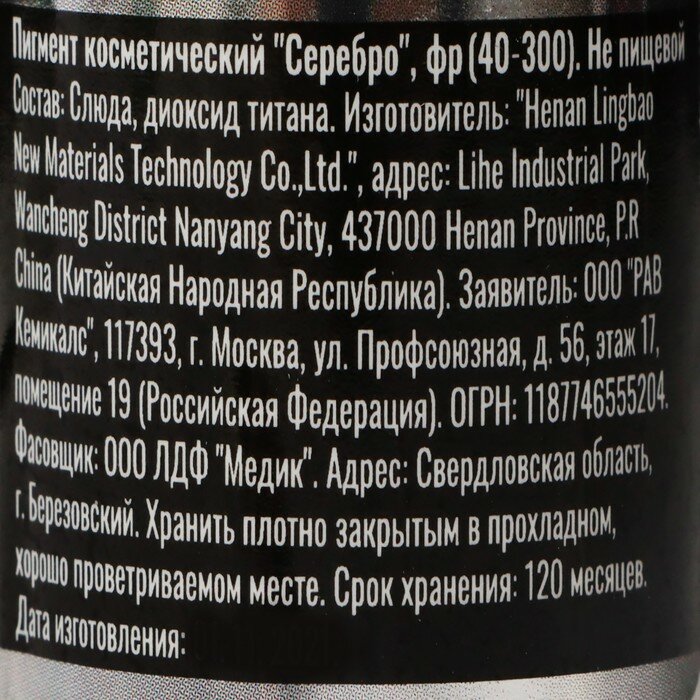 Пигмент косметический "Серебро", фр (40-300). Не пищевой
Состав: Слюда, диоксид титана. Изготовитель: "Henan Lingbao
New Materials Technology Co.,Ltd.", адрес: Lihe Industrial Park,
Wancheng District Nanyang City, 437000 Henan Province, P.R
China (Китайская Народная Республика). Заявитель: ООО "РАВ
Кемикалс", 117393, г. Москва, ул. Профсоюзная, д. 56, этаж 17,
помещение 19 (Российская Федерация). ОГРН: 1187746555204.
Фасовщик: ООО ЛДФ "Медик". Адрес: Свердловская область,
г. Березовский. Хранить плотно закрытым в прохладном,
хорошо проветриваемом месте. Срок хранения: 120 месяцев.
Дата изготовления: